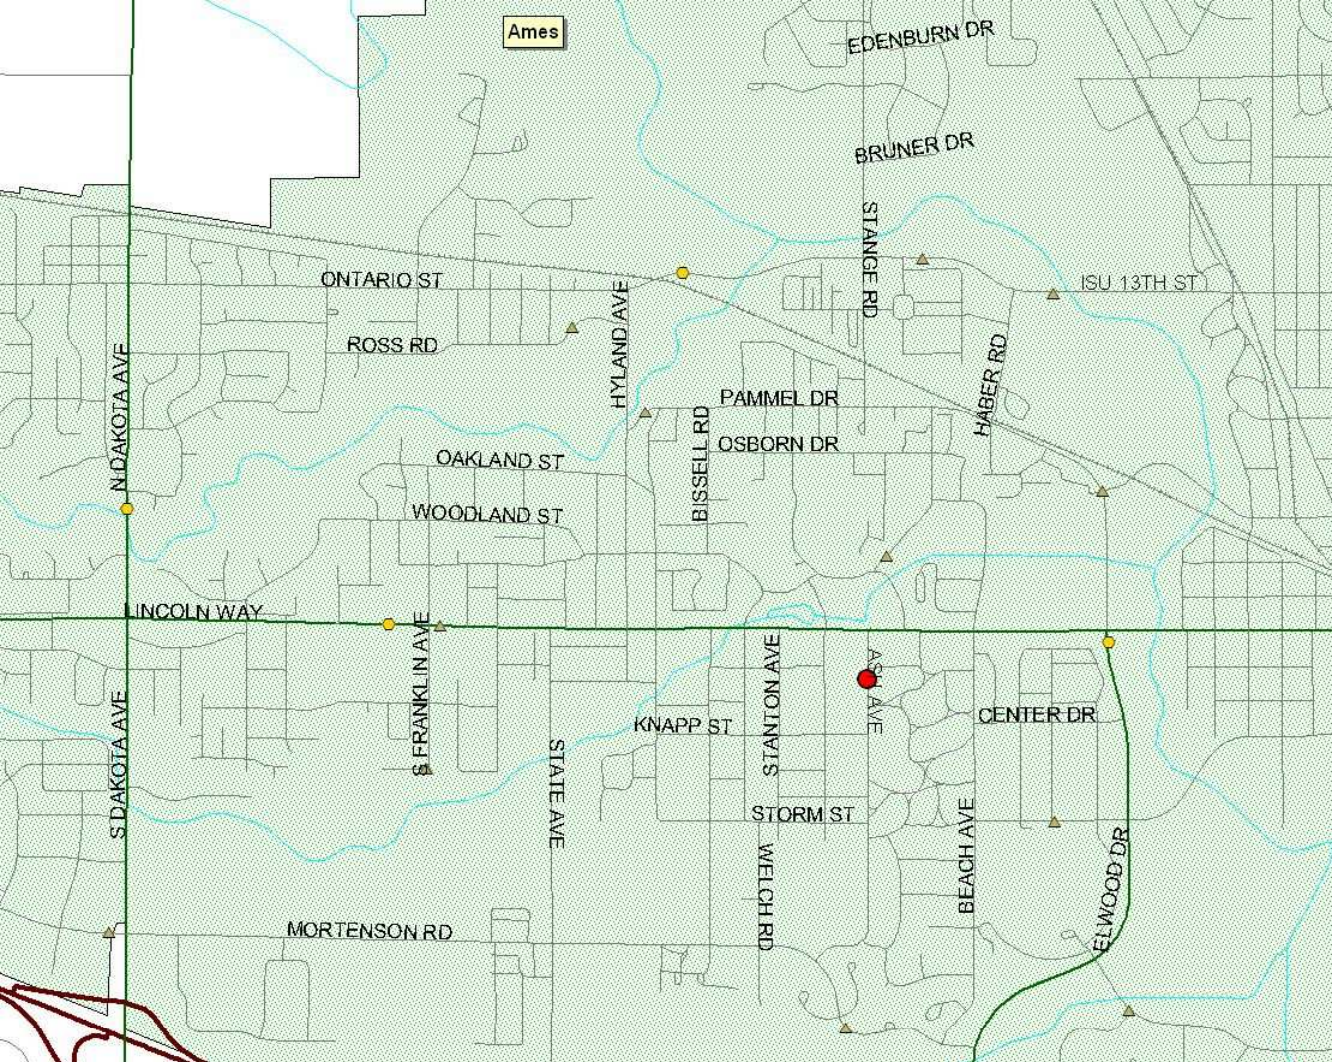 Ames
EDENBURN DR
BRUNER DR
STANGE RD
ONTARIO ST
ISU 13TH ST
HYLAND AVE
ROSS RD
N DAKOTA AVE
HABER RD
PAMMEL DR
BISSELL RD
OSBORN DR
OAKLAND ST
WOODLAND ST
LINCOLN WAY
S FRANKLIN AVE
STANTON AVE
ASH AVE
S DAKOTA AVE
KNAPP ST
CENTER DR
STATE AVE
STORM ST
BEACH AVE
WELCH RD
ELWOOD DR
MORTENSON RD